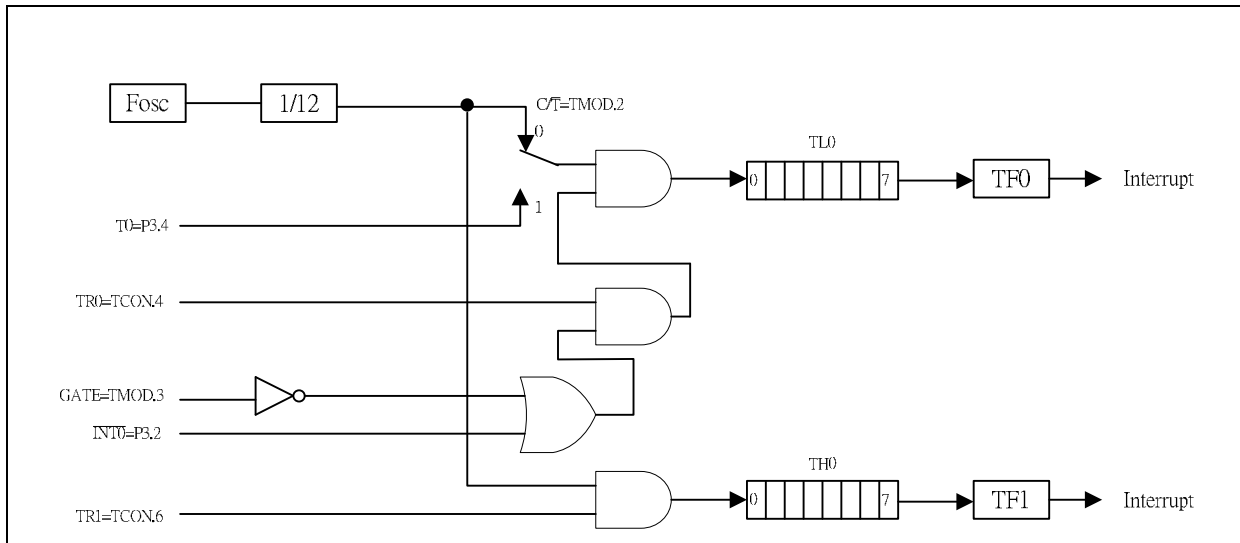 Fosc
1/12
C/T̅=TMOD.2
0
TL0
0
7
TF0
Interrupt
1
T0=P3.4
TR0=TCON.4
GATE=TMOD.3
I̅N̅T̅0̅=P3.2
TH0
0
7
TF1
Interrupt
TR1=TCON.6